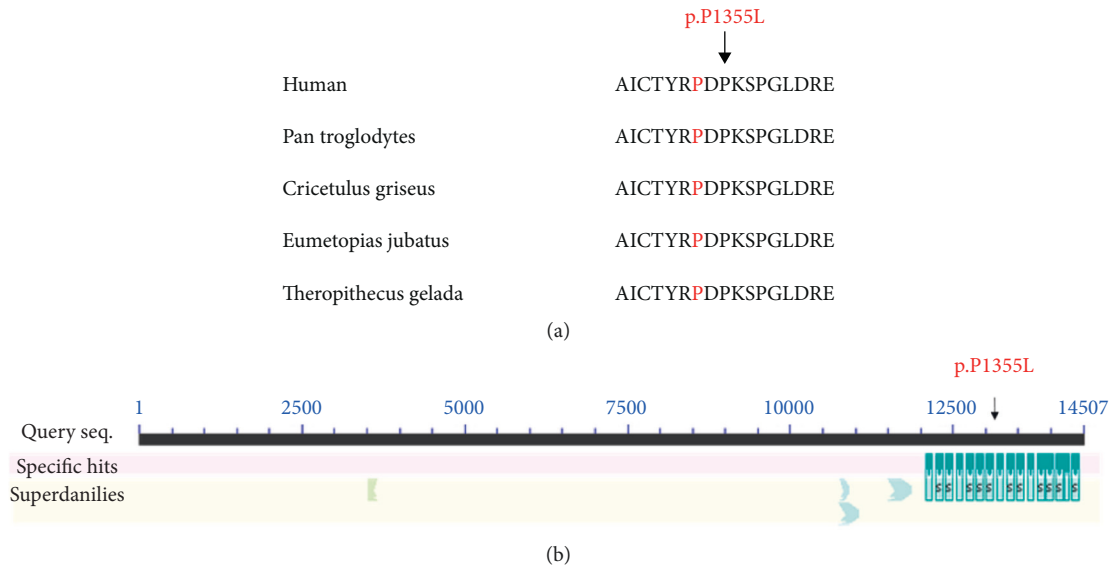 p.P1355L
Human AICTYRPDPKSPGLDRE
Pan troglodytes AICTYRPDPKSPGLDRE
Cricetulus griseus AICTYRPDPKSPGLDRE
Eumetopias jubatus AICTYRPDPKSPGLDRE
Theropithecus gelada AICTYRPDPKSPGLDRE
(a)
p.P1355L
1 2500 5000 7500 10000 12500 14507
Query seq.
Specific hits
Superdanilies
(b)